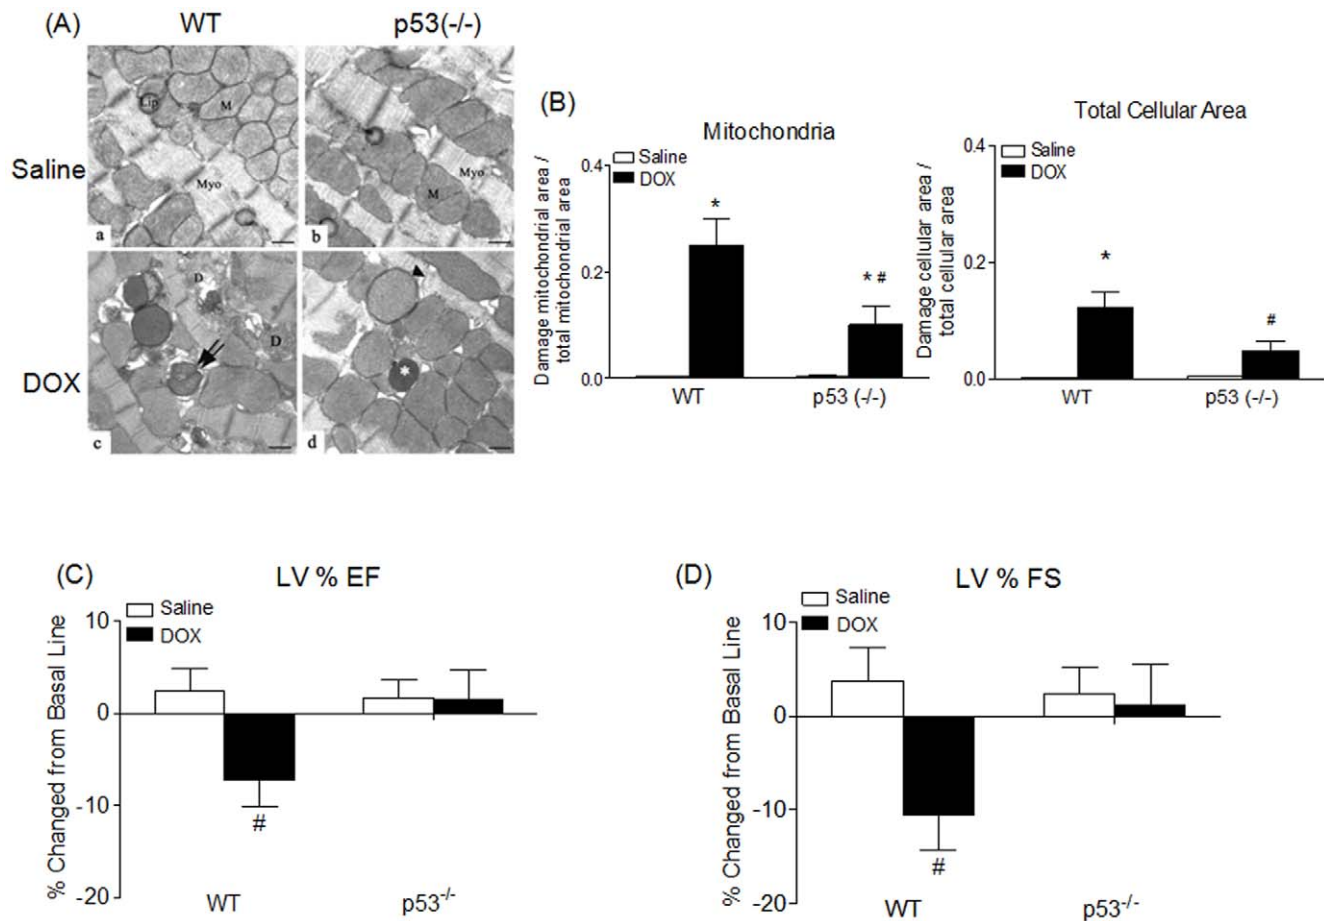 (A)
WT
p53(-/-)
Saline
DOX
Lip
M
Myo
a
M
Myo
b
D
D
c
*
d
(B)
Mitochondria
Saline
DOX
Damage mitochondrial area /
total mitochondrial area
0.4
0.2
0.0
*
* #
WT
p53 (-/-)
Total Cellular Area
Saline
DOX
Damage cellular area /
total cellular area
0.4
0.2
0.0
*
#
WT
p53 (-/-)
(C)
LV % EF
Saline
DOX
% Changed from Basal Line
10
0
-10
-20
#
WT
p53-/-
(D)
LV % FS
Saline
DOX
% Changed from Basal Line
10
0
-10
-20
#
WT
p53-/-